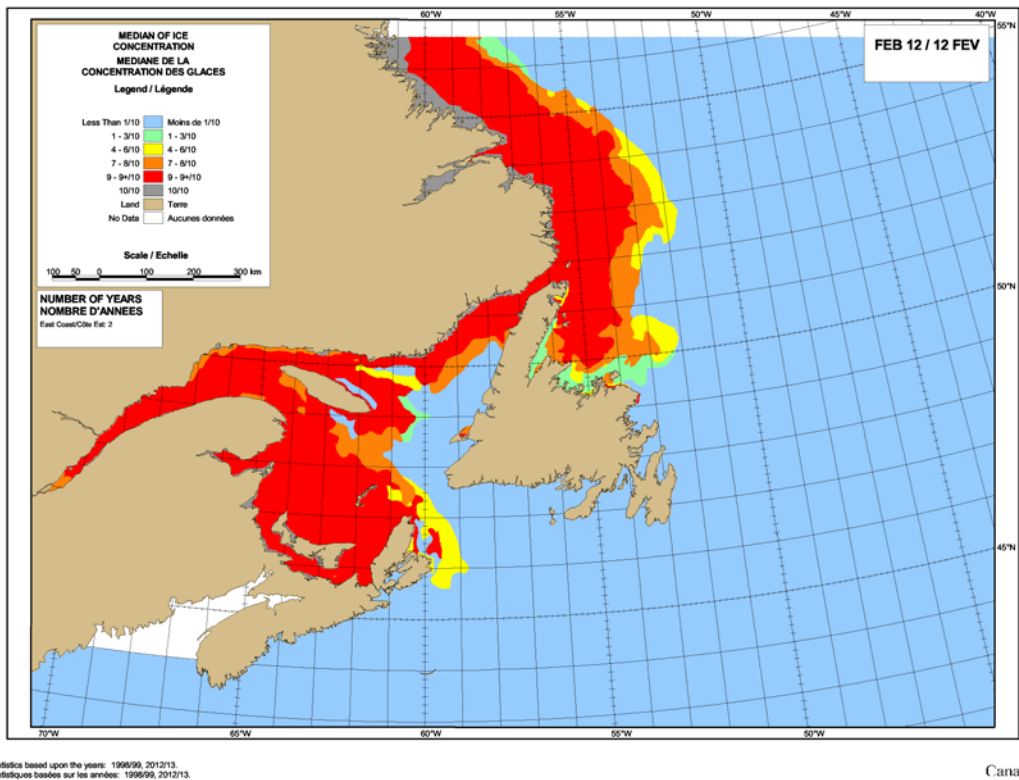 60°W 55°W 50°W 45°W 40°W
55°N
MEDIAN OF ICE
CONCENTRATION
MEDIANE DE LA
CONCENTRATION DES GLACES
Legend / Légende
Less Than 1/10 Moins de 1/10
1 - 3/10 1 - 3/10
4 - 6/10 4 - 6/10
7 - 8/10 7 - 8/10
9 - 9+/10 9 - 9+/10
10/10 10/10
Land Terre
No Data Aucunes données
Scale / Echelle
100 50 0 100 200 300 km
NUMBER OF YEARS
NOMBRE D'ANNEES
East Coast/Côte Est: 2
FEB 12 / 12 FEV
50°N
45°N
70°W 65°W 60°W 55°W 50°W
tistics based upon the years: 1998/99, 2012/13.
tistiques basées sur les années: 1998/99, 2012/13.
Cana